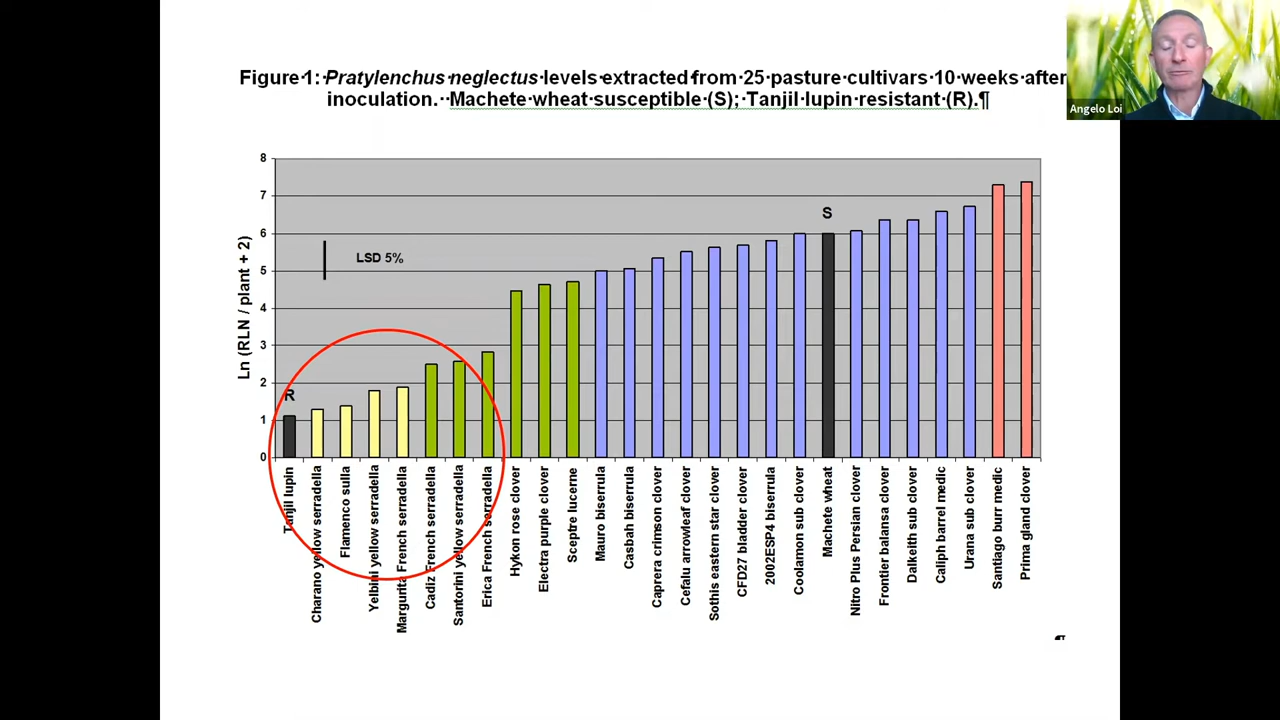 Figure·1:·Pratylenchus·neglectus·levels·extracted·from·25·pasture·cultivars·10·weeks·after
inoculation.··Machete·wheat·susceptible·(S);·Tanjil·lupin·resistant·(R).¶
Angelo Loi
Ln (RLN / plant + 2)
8
7
6
5
4
3
2
1
0
LSD 5%
R
S
Tanjil lupin
Charano yellow serradella
Flamenco sulla
Yelbini yellow serradella
Margurita French serradella
Cadiz French serradella
Santorini yellow serradella
Erica French serradella
Hykon rose clover
Electra purple clover
Sceptre lucerne
Mauro biserrula
Casbah biserrula
Caprera crimson clover
Cefalu arrowleaf clover
Sothis eastern star clover
CFD27 bladder clover
2002ESP4 biserrula
Coolamon sub clover
Machete wheat
Nitro Plus Persian clover
Frontier balansa clover
Dalkeith sub clover
Caliph barrel medic
Urana sub clover
Santiago burr medic
Prima gland clover
¶